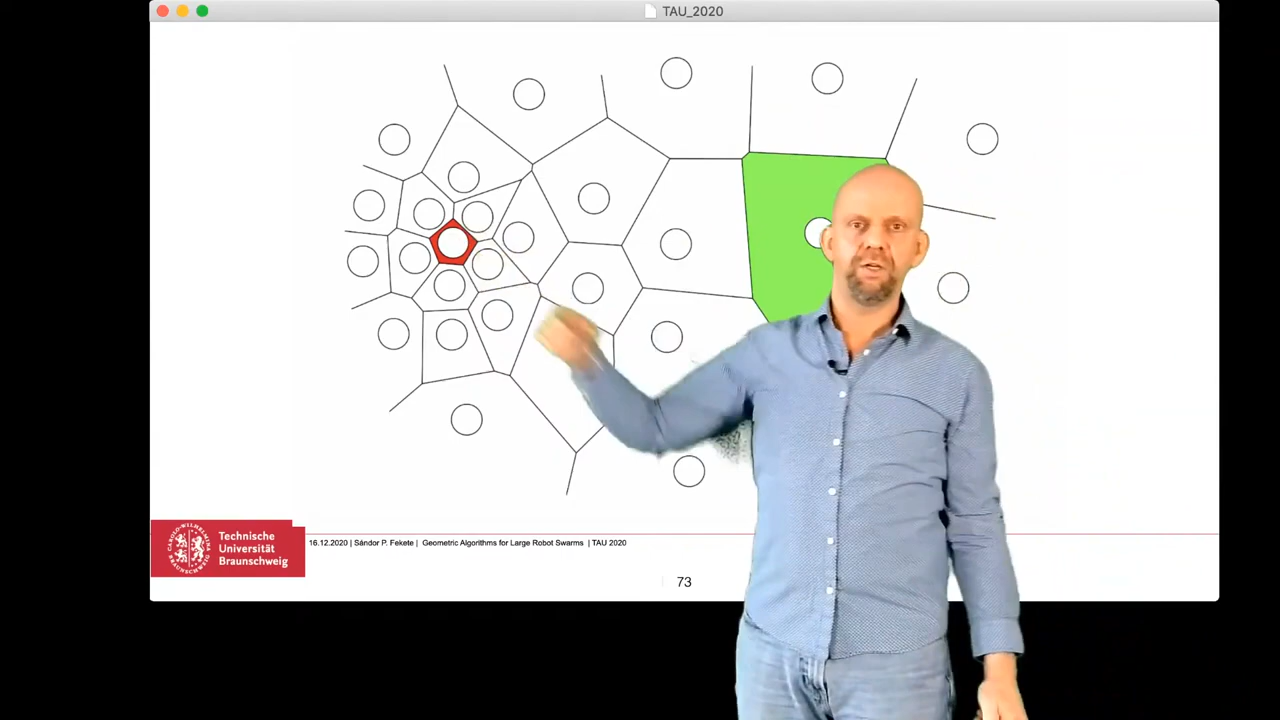 TAU_2020
Technische
Universität
Braunschweig
16.12.2020 | Sándor P. Fekete | Geometric Algorithms for Large Robot Swarms | TAU 2020
73